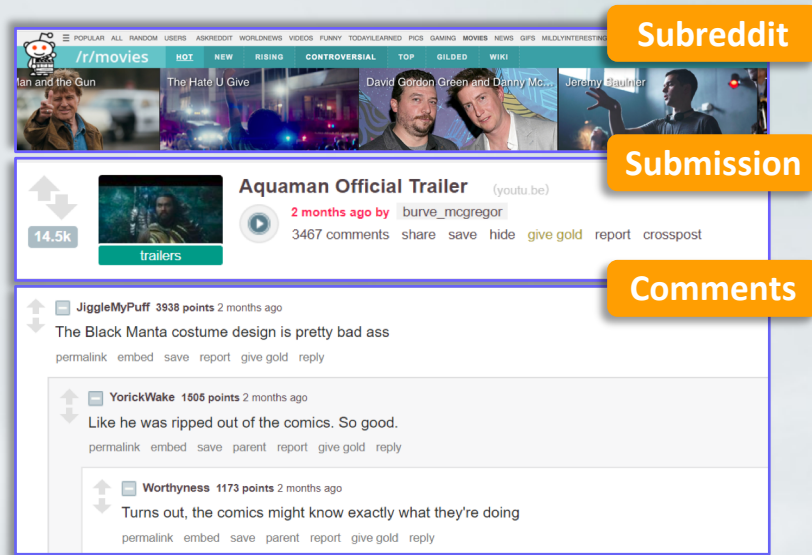 POPULAR ALL RANDOM USERS ASKREDDIT WORLDNEWS VIDEOS FUNNY TODAYILEARNED PICS GAMING MOVIES NEWS GIFS MILDLYINTERESTING
Subreddit
/r/movies HOT NEW RISING CONTROVERSIAL TOP GILDED WIKI
Man and the Gun The Hate U Give David Gordon Green and Danny Mc... Jeremy Saulnier
Submission
Aquaman Official Trailer (youtu.be)
2 months ago by burve_mcgregor
14.5k 3467 comments share save hide give gold report crosspost
trailers
Comments
JiggleMyPuff 3938 points 2 months ago
The Black Manta costume design is pretty bad ass
permalink embed save report give gold reply
YorickWake 1505 points 2 months ago
Like he was ripped out of the comics. So good.
permalink embed save parent report give gold reply
Worthyness 1173 points 2 months ago
Turns out, the comics might know exactly what they're doing
permalink embed save parent report give gold reply